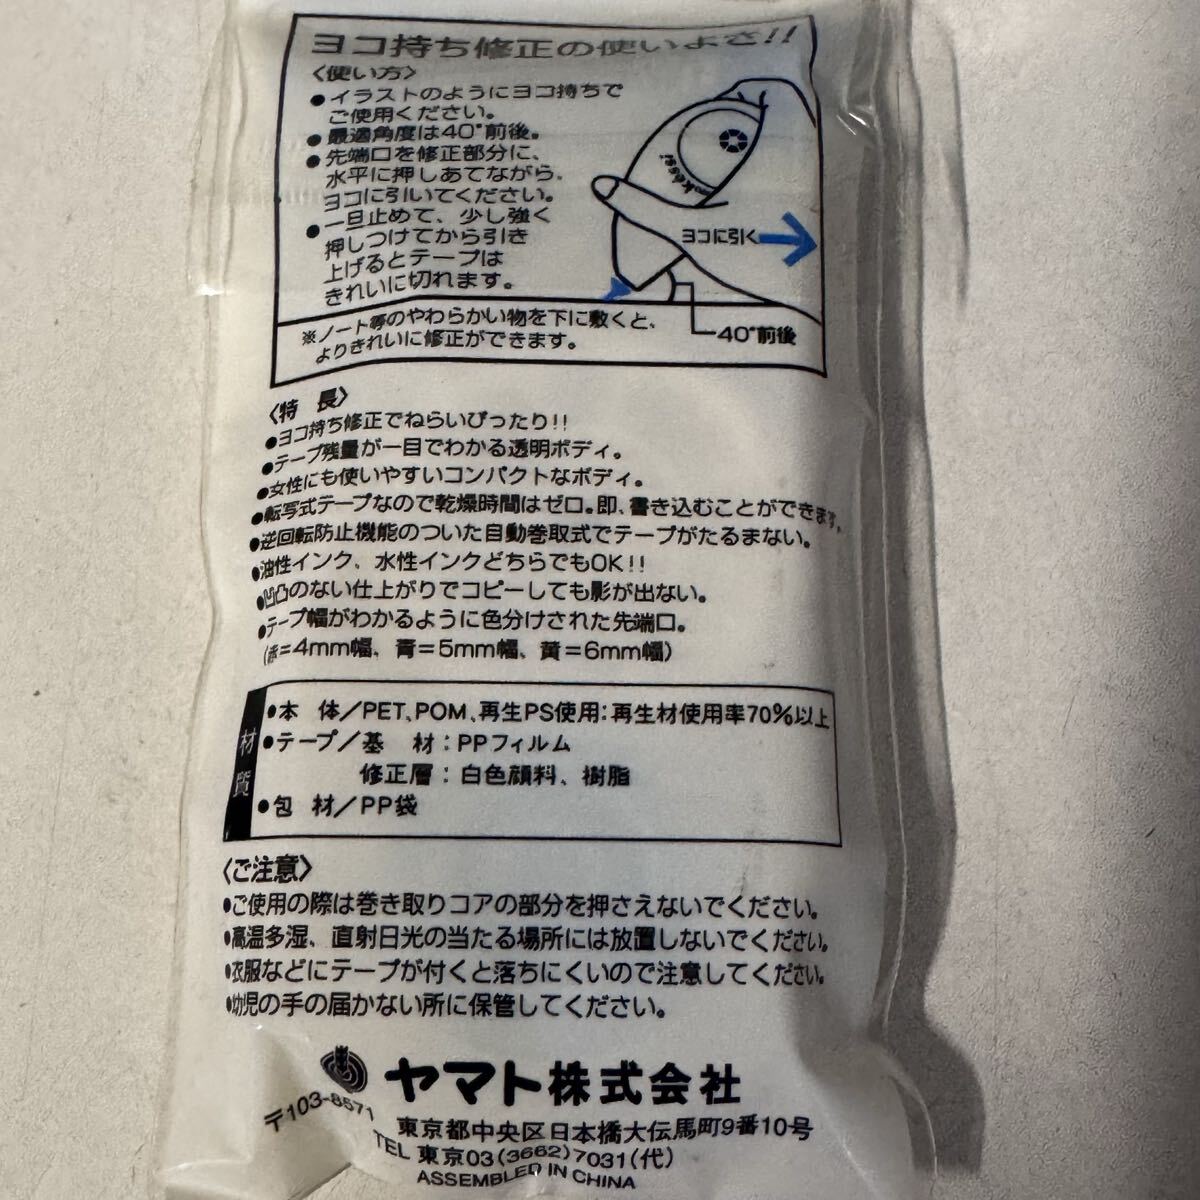 ヨコ持ち修正の使いよさ!!
〈使い方〉
●イラストのようにヨコ持ちで
ご使用ください。
●最適角度は40°前後。
●先端口を修正部分に、
水平に押しあてながら、
ヨコに引いてください。
●一旦止めて、少し強く
押しつけてから引き
上げるとテープは
きれいに切れます。
ヨコに引く
40°前後
※ノート等のやわらかい物を下に敷くと、
よりきれいに修正ができます。
〈特 長〉
●ヨコ持ち修正でねらいぴったり!!
●テープ残量が一目でわかる透明ボディ。
●女性にも使いやすいコンパクトなボディ。
●転写式テープなので乾燥時間はゼロ。即、書き込むことができます。
●逆回転防止機能のついた自動巻取式でテープがたるまない。
●油性インク、水性インクどちらでもOK!!
●凹凸のない仕上がりでコピーしても影が出ない。
●テープ幅がわかるように色分けされた先端口。
(赤=4mm幅、青=5mm幅、黄=6mm幅)
材質
●本 体/PET、POM、再生PS使用:再生材使用率70%以上
●テープ/基 材:PPフィルム
修正層:白色顔料、樹脂
●包 材/PP袋
〈ご注意〉
●ご使用の際は巻き取りコアの部分を押さえないでください。
●高温多湿、直射日光の当たる場所には放置しないでください。
●衣服などにテープが付くと落ちにくいので注意してください。
●幼児の手の届かない所に保管してください。
ヤマト株式会社
〒103-8571
東京都中央区日本橋大伝馬町9番10号
TEL 東京03(3662)7031(代)
ASSEMBLED IN CHINA